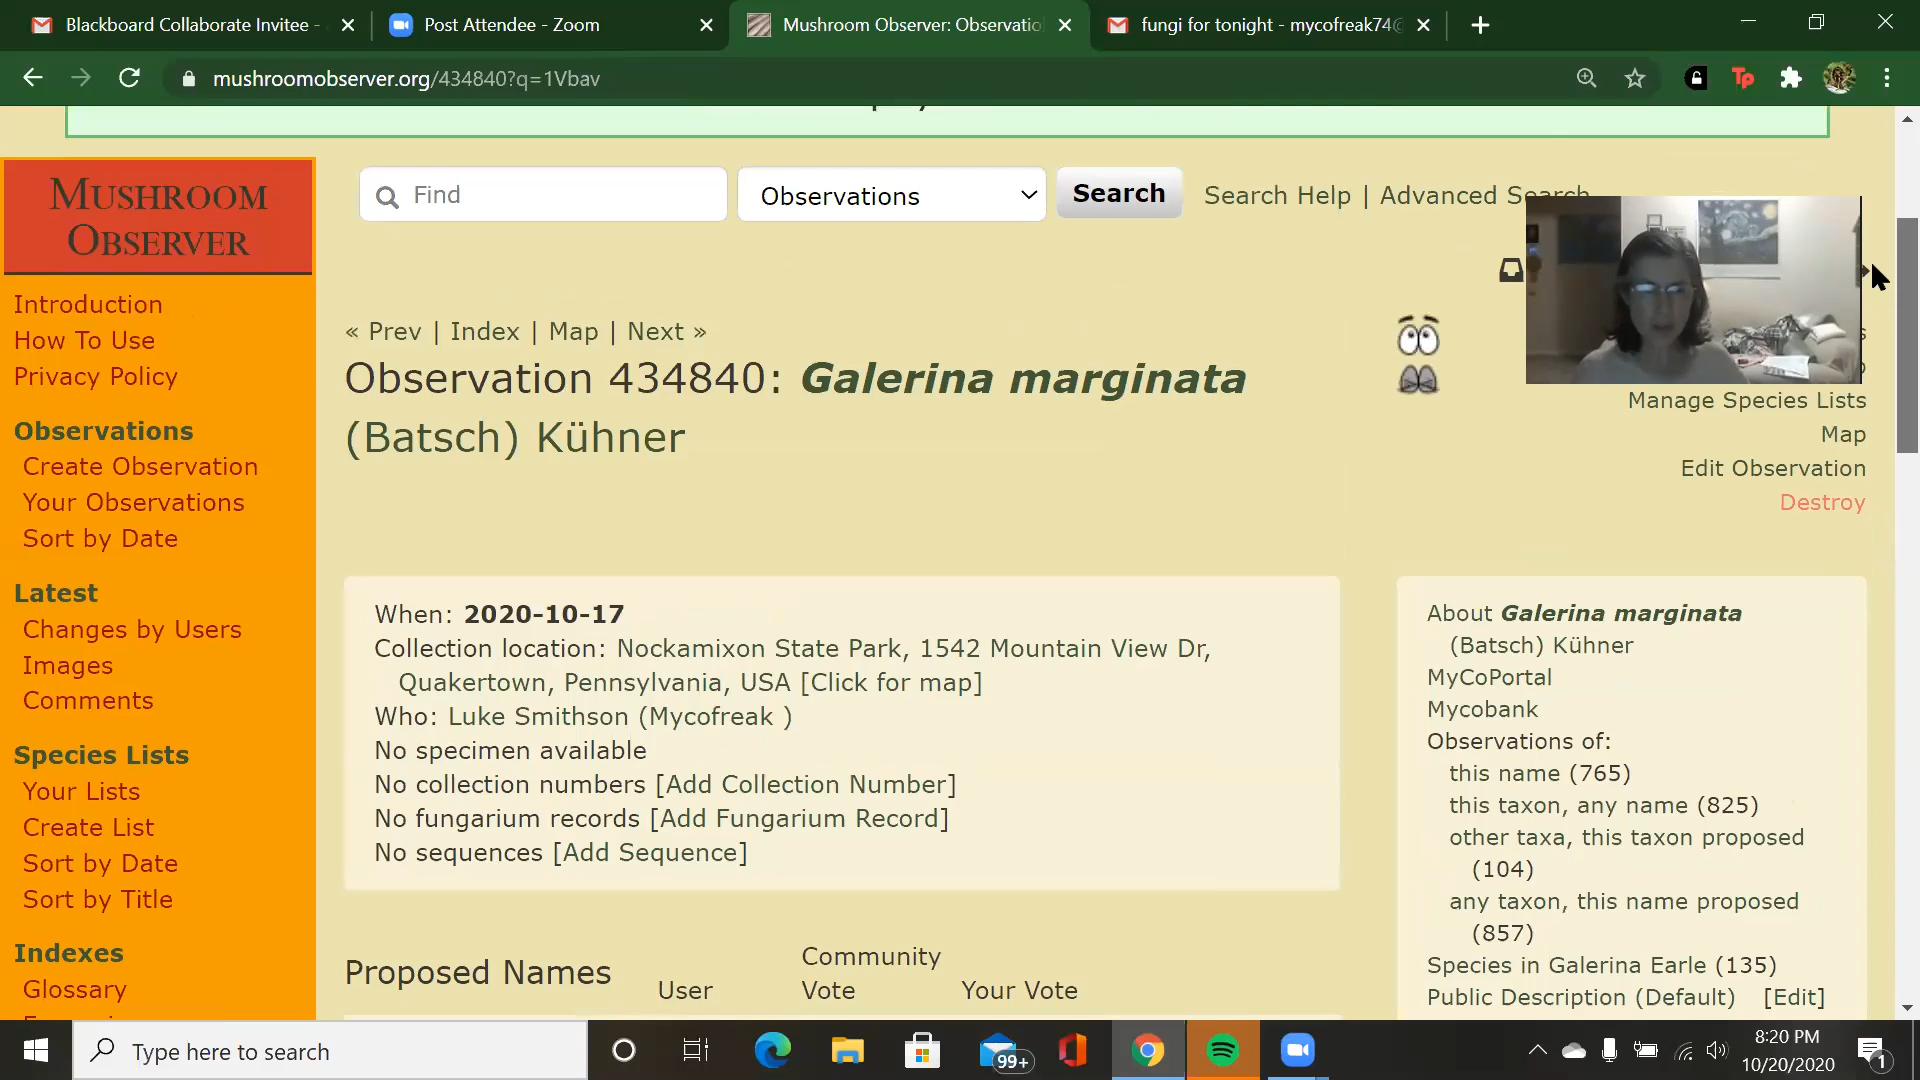 Blackboard Collaborate Invitee -
Post Attendee - Zoom
Mushroom Observer: Observatio
fungi for tonight - mycofreak74@
mushroomobserver.org/434840?q=1Vbav
MUSHROOM
OBSERVER
Find
Observations
Search
Search Help | Advanced Search
Introduction
How To Use
Privacy Policy
Observations
Create Observation
Your Observations
Sort by Date
Latest
Changes by Users
Images
Comments
Species Lists
Your Lists
Create List
Sort by Date
Sort by Title
Indexes
Glossary
« Prev | Index | Map | Next »
Observation 434840: Galerina marginata
(Batsch) Kühner
Manage Species Lists
Map
Edit Observation
Destroy
When: 2020-10-17
Collection location: Nockamixon State Park, 1542 Mountain View Dr,
Quakertown, Pennsylvania, USA [Click for map]
Who: Luke Smithson (Mycofreak )
No specimen available
No collection numbers [Add Collection Number]
No fungarium records [Add Fungarium Record]
No sequences [Add Sequence]
Proposed Names
User
Community
Vote
Your Vote
About Galerina marginata
(Batsch) Kühner
MyCoPortal
Mycobank
Observations of:
this name (765)
this taxon, any name (825)
other taxa, this taxon proposed
(104)
any taxon, this name proposed
(857)
Species in Galerina Earle (135)
Public Description (Default) [Edit]
Type here to search
99+
8:20 PM
10/20/2020
1